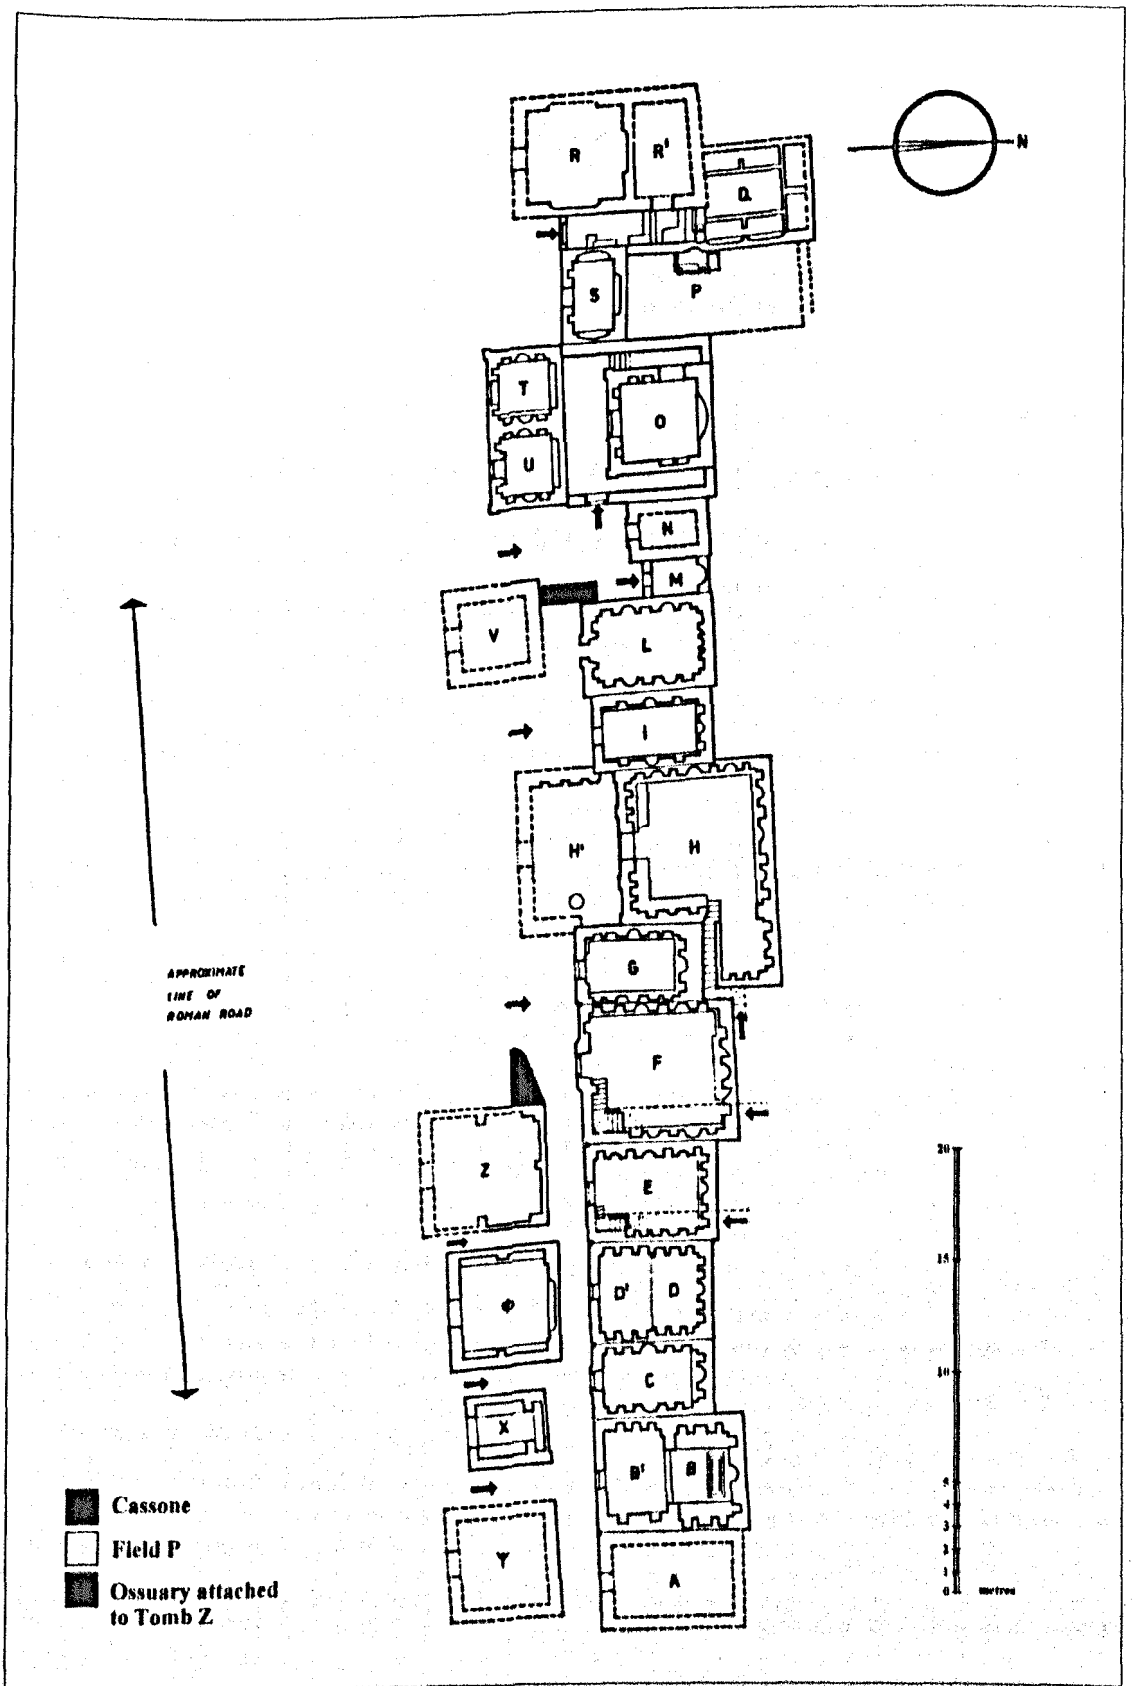 N
R
R'
Q
S
P
T
O
U
N
M
V
L
I
H'
H
G
F
Z
E
Φ
D'
D
C
X
B'
B
Y
A
APPROXIMATE
LINE OF
ROMAN ROAD
20
15
10
5
4
3
2
1
0
metres
Cassone
Field P
Ossuary attached
to Tomb Z